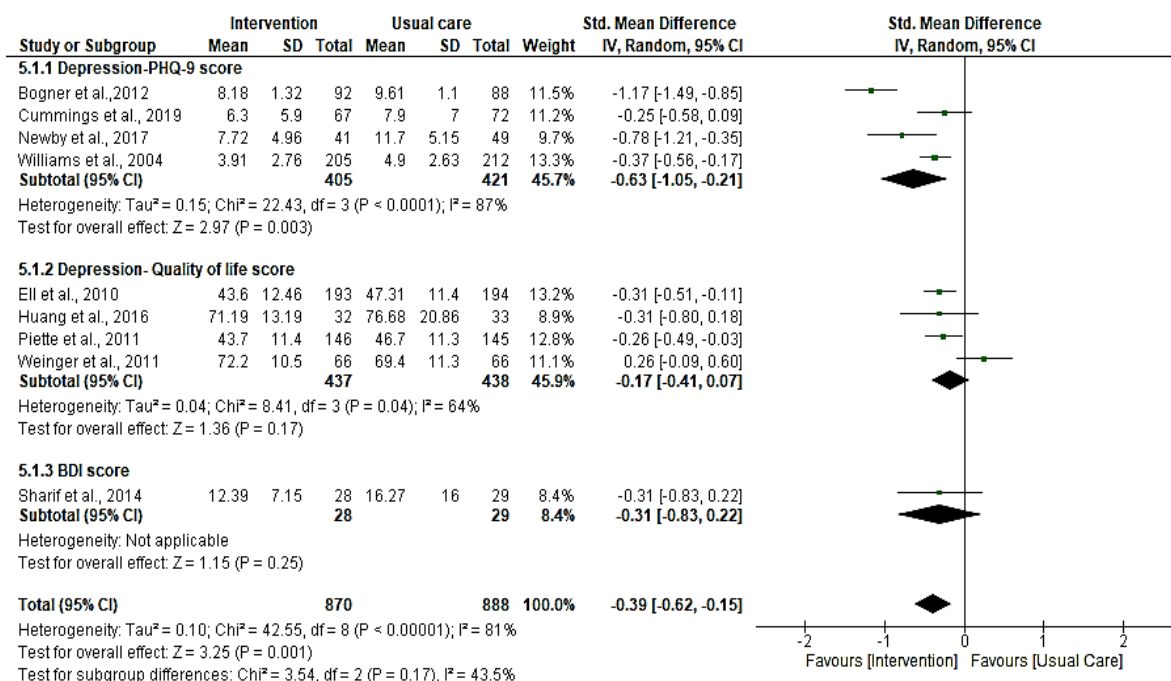 Intervention Usual care Std. Mean Difference Std. Mean Difference
Study or Subgroup Mean SD Total Mean SD Total Weight IV, Random, 95% CI IV, Random, 95% CI
5.1.1 Depression-PHQ-9 score
Bogner et al.,2012 8.18 1.32 92 9.61 1.1 88 11.5% -1.17 [-1.49, -0.85]
Cummings et al., 2019 6.3 5.9 67 7.9 7 72 11.2% -0.25 [-0.58, 0.09]
Newby et al., 2017 7.72 4.96 41 11.7 5.15 49 9.7% -0.78 [-1.21, -0.35]
Williams et al., 2004 3.91 2.76 205 4.9 2.63 212 13.3% -0.37 [-0.56, -0.17]
Subtotal (95% CI) 405 421 45.7% -0.63 [-1.05, -0.21]
Heterogeneity: Tau² = 0.15; Chi² = 22.43, df = 3 (P < 0.0001); I² = 87%
Test for overall effect: Z = 2.97 (P = 0.003)
5.1.2 Depression- Quality of life score
Ell et al., 2010 43.6 12.46 193 47.31 11.4 194 13.2% -0.31 [-0.51, -0.11]
Huang et al., 2016 71.19 13.19 32 76.68 20.86 33 8.9% -0.31 [-0.80, 0.18]
Piette et al., 2011 43.7 11.4 146 46.7 11.3 145 12.8% -0.26 [-0.49, -0.03]
Weinger et al., 2011 72.2 10.5 66 69.4 11.3 66 11.1% 0.26 [-0.09, 0.60]
Subtotal (95% CI) 437 438 45.9% -0.17 [-0.41, 0.07]
Heterogeneity: Tau² = 0.04; Chi² = 8.41, df = 3 (P = 0.04); I² = 64%
Test for overall effect: Z = 1.36 (P = 0.17)
5.1.3 BDI score
Sharif et al., 2014 12.39 7.15 28 16.27 16 29 8.4% -0.31 [-0.83, 0.22]
Subtotal (95% CI) 28 29 8.4% -0.31 [-0.83, 0.22]
Heterogeneity: Not applicable
Test for overall effect: Z = 1.15 (P = 0.25)
Total (95% CI) 870 888 100.0% -0.39 [-0.62, -0.15]
Heterogeneity: Tau² = 0.10; Chi² = 42.55, df = 8 (P < 0.00001); I² = 81%
Test for overall effect: Z = 3.25 (P = 0.001)
Test for subgroup differences: Chi² = 3.54, df = 2 (P = 0.17), I² = 43.5%
-2 -1 0 1 2
Favours [Intervention] Favours [Usual Care]